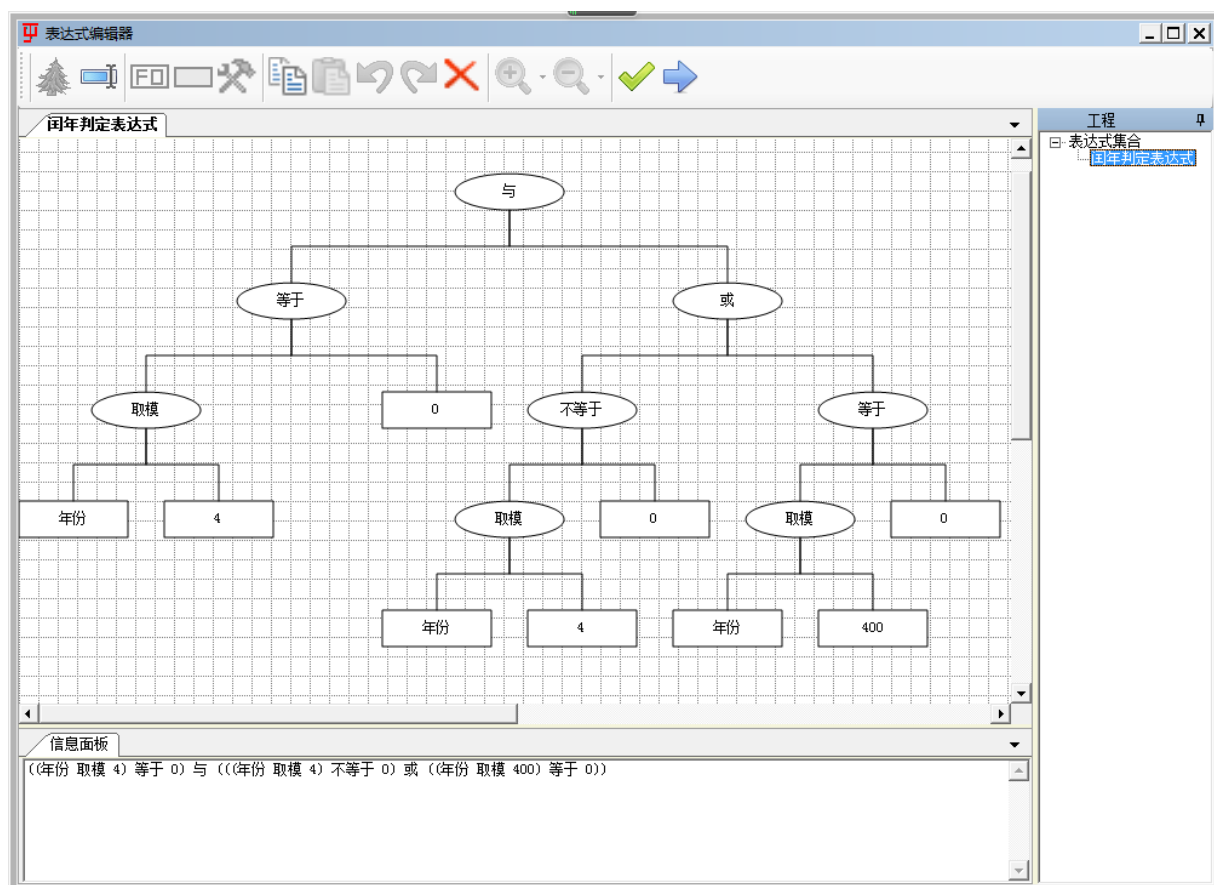 表达式编辑器
FO
闰年判定表达式
工程
表达式集合
闰年判定表达式
与
等于
或
取模
0
不等于
等于
年份
4
取模
0
取模
0
年份
4
年份
400
信息面板
((年份 取模 4) 等于 0) 与 (((年份 取模 4) 不等于 0) 或 ((年份 取模 400) 等于 0))